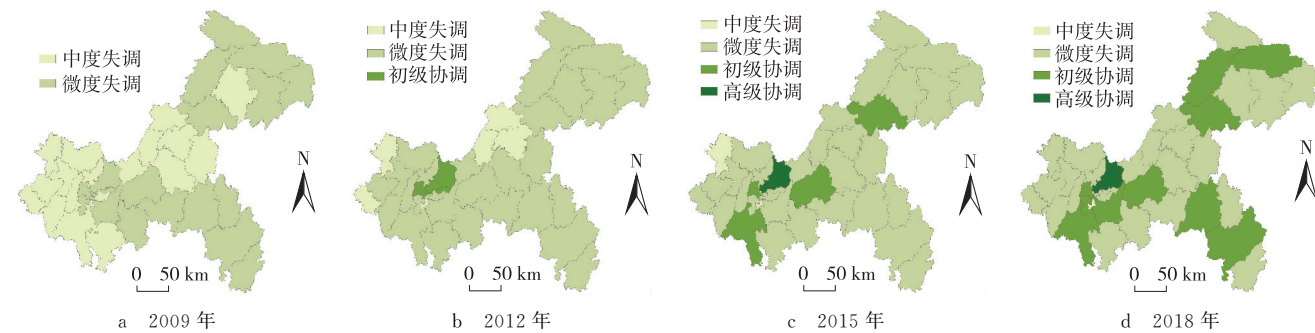 中度失调
微度失调
N
0 50 km
a 2009 年
中度失调
微度失调
初级协调
N
0 50 km
b 2012 年
中度失调
微度失调
初级协调
高级协调
N
0 50 km
c 2015 年
中度失调
微度失调
初级协调
高级协调
N
0 50 km
d 2018 年